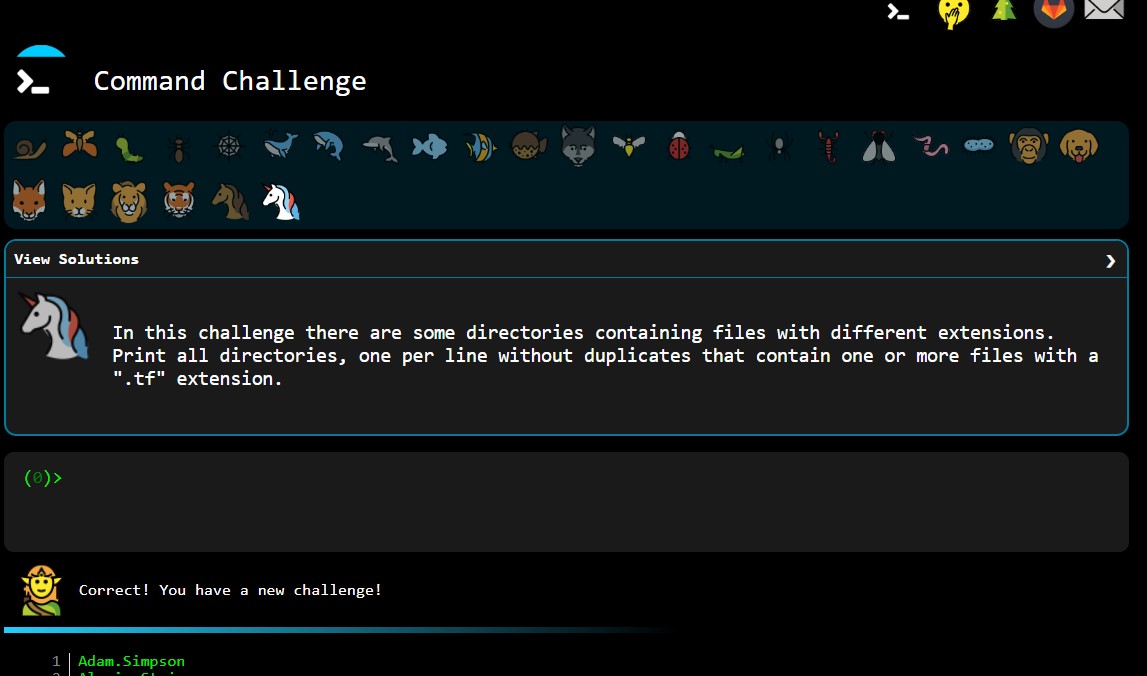 Command Challenge
View Solutions
In this challenge there are some directories containing files with different extensions.
Print all directories, one per line without duplicates that contain one or more files with a
".tf" extension.
(0)>
Correct! You have a new challenge!
1 Adam.Simpson